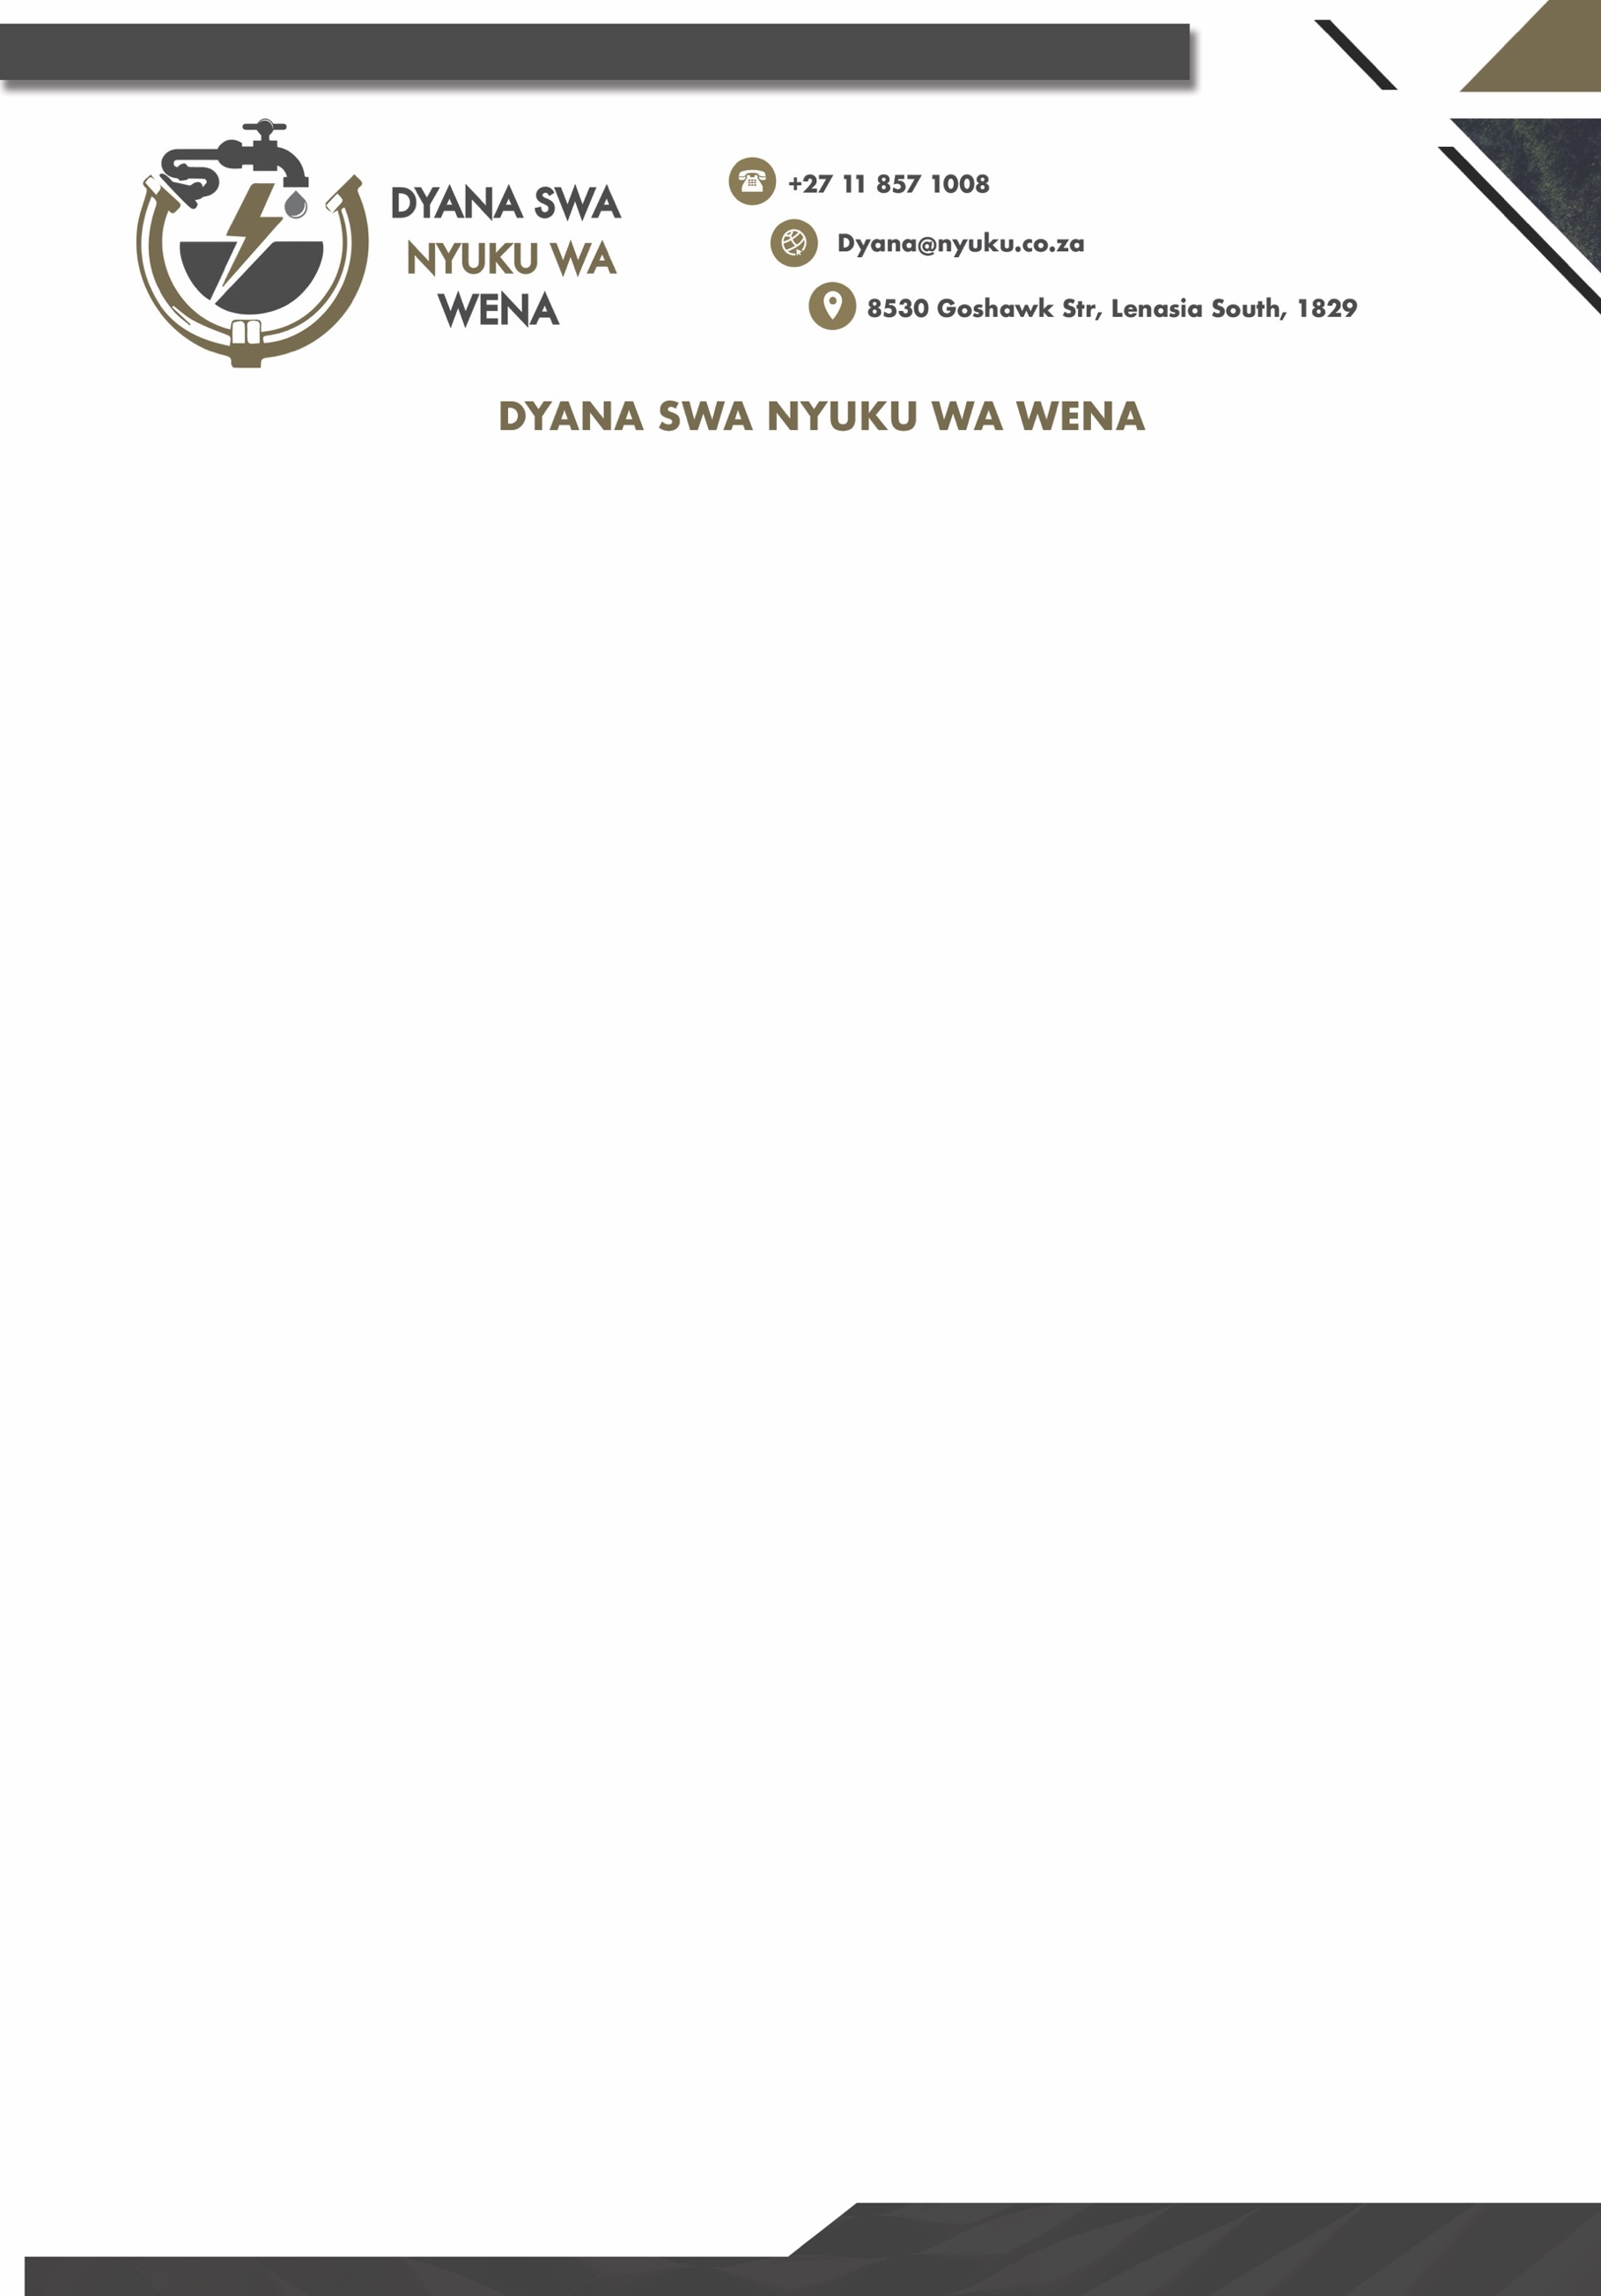 DYANA SWA
NYUKU WA
WENA
+27 11 857 1008
Dyana@nyuku.co.za
8530 Goshawk Str, Lenasia South, 1829
DYANA SWA NYUKU WA WENA